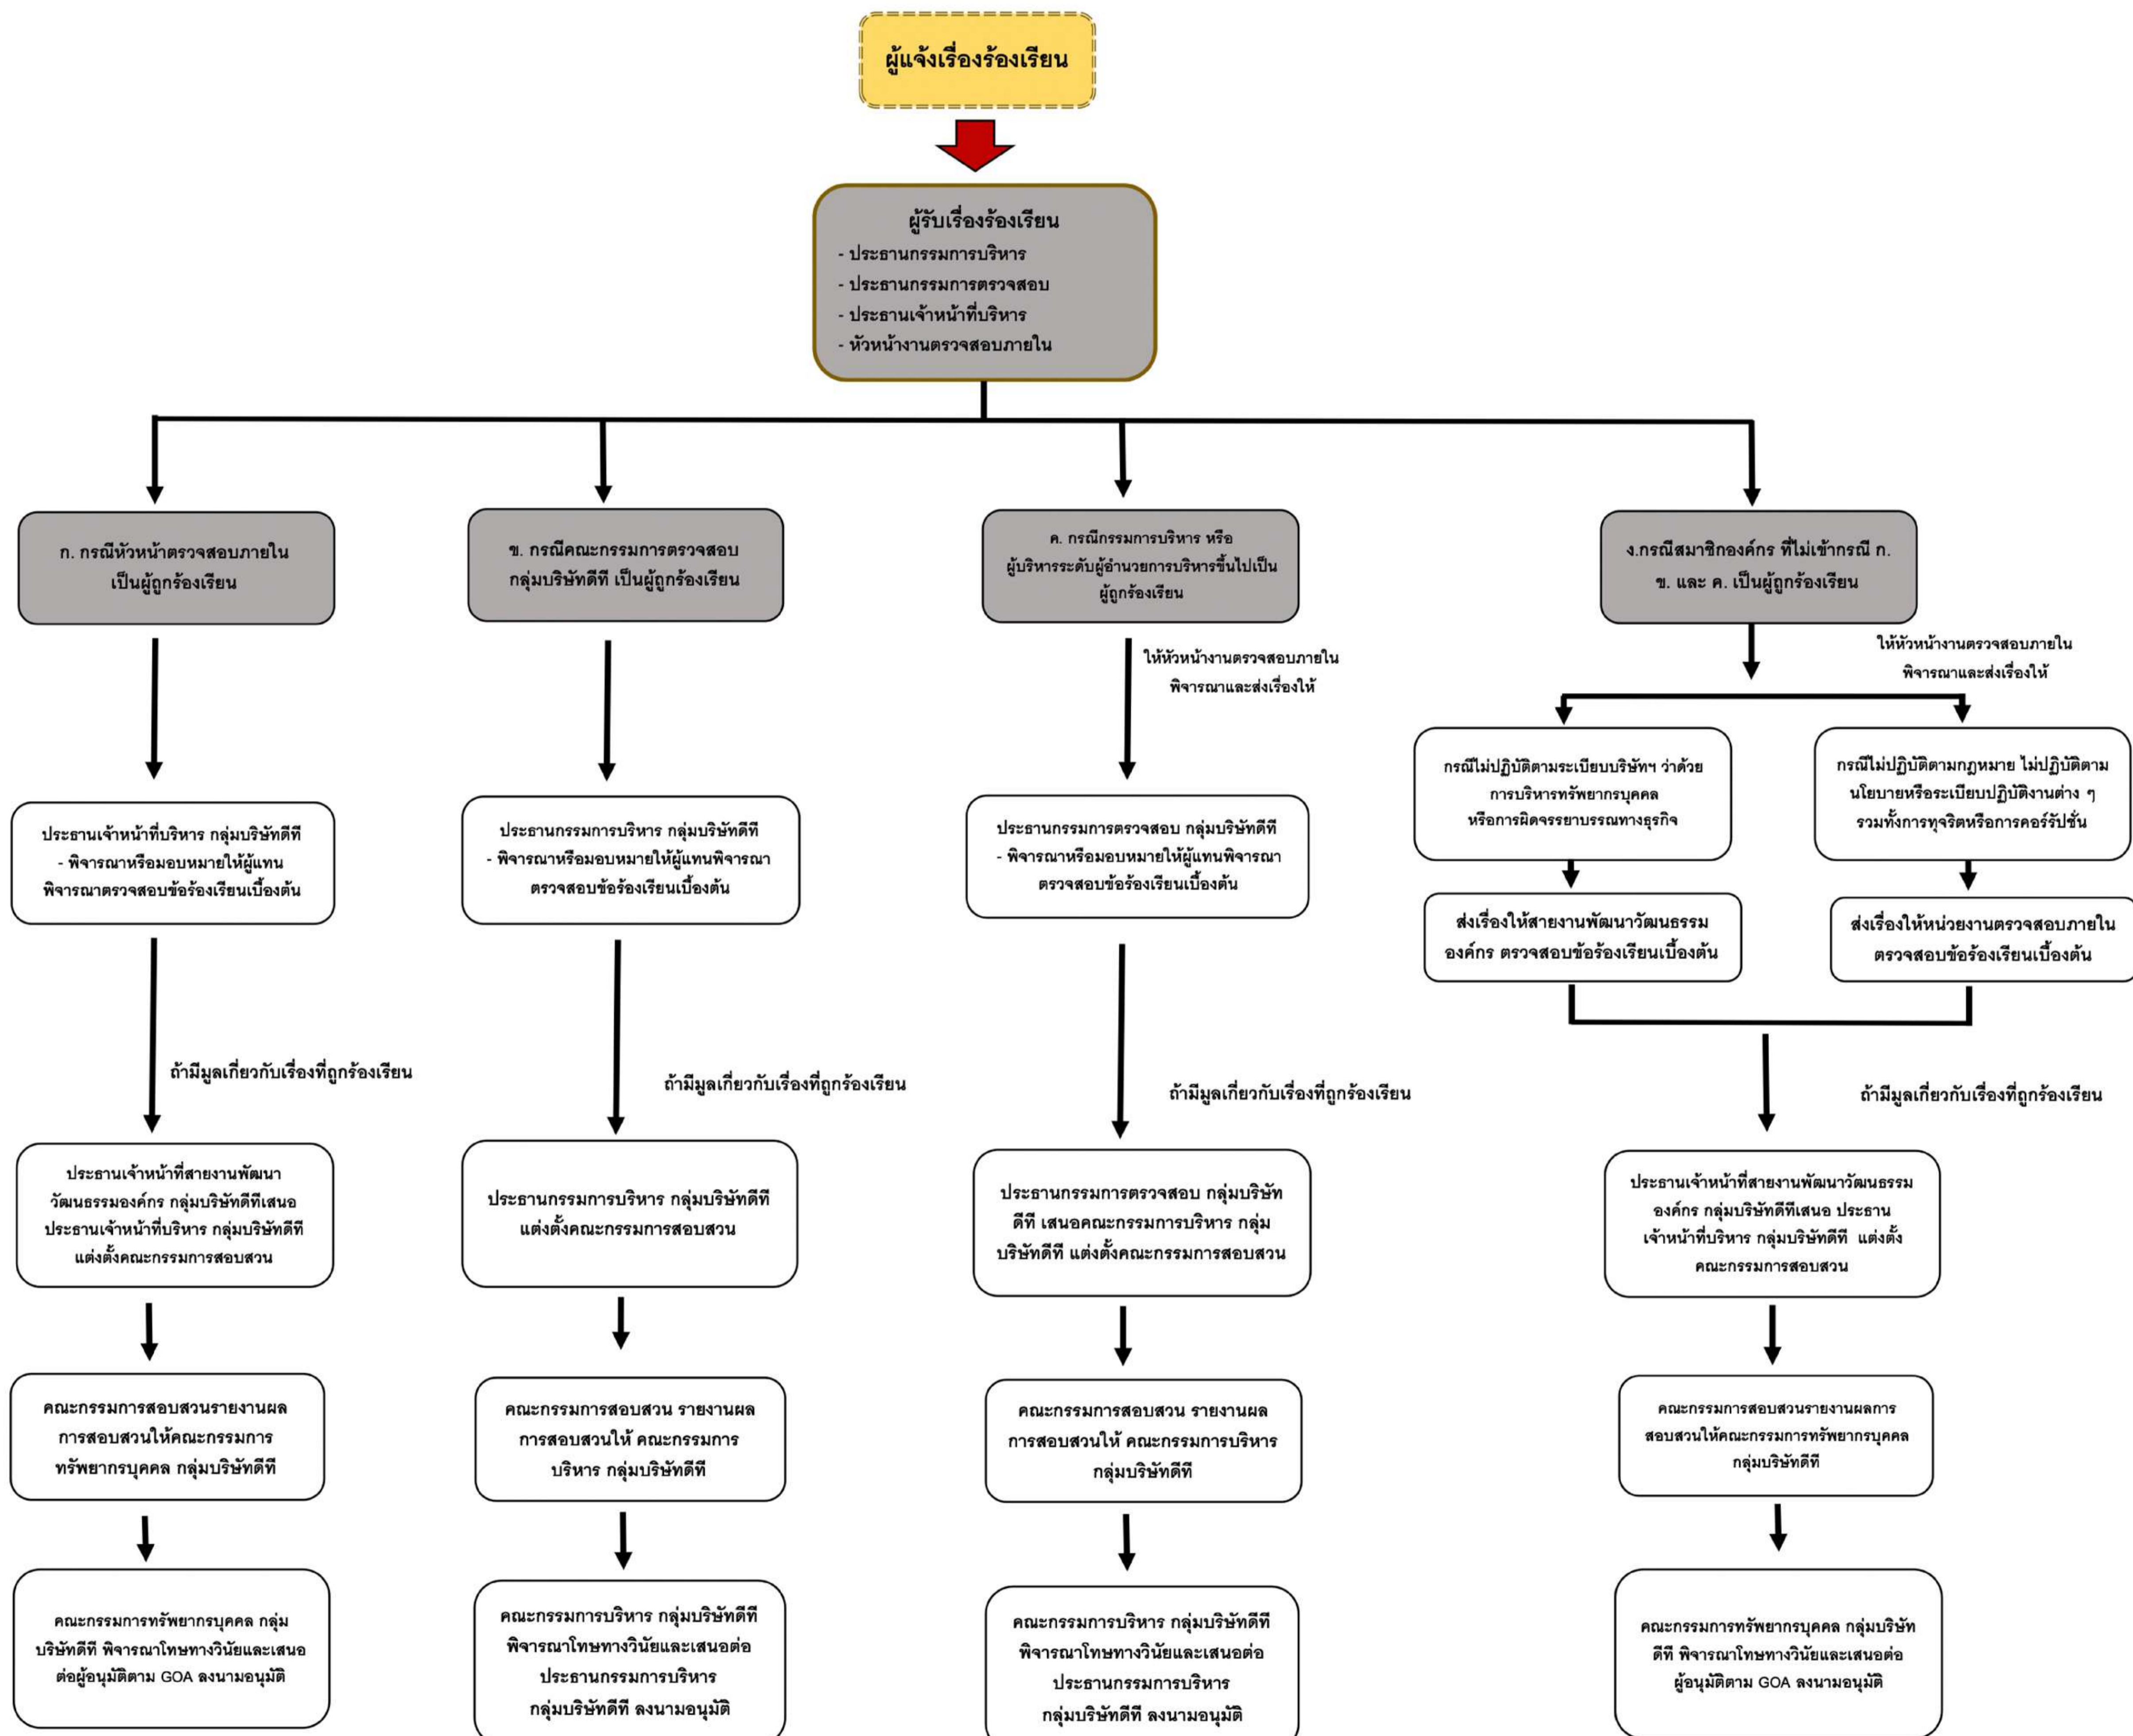 ผู้แจ้งเรื่องร้องเรียน
ผู้รับเรื่องร้องเรียน
- ประธานกรรมการบริหาร
- ประธานกรรมการตรวจสอบ
- ประธานเจ้าหน้าที่บริหาร
- หัวหน้างานตรวจสอบภายใน
ก. กรณีหัวหน้าตรวจสอบภายใน
เป็นผู้ถูกร้องเรียน
ประธานเจ้าหน้าที่บริหาร กลุ่มบริษัทดีที
- พิจารณาหรือมอบหมายให้ผู้แทน
พิจารณาตรวจสอบข้อร้องเรียนเบื้องต้น
ถ้ามีมูลเกี่ยวกับเรื่องที่ถูกร้องเรียน
ประธานเจ้าหน้าที่สายงานพัฒนา
วัฒนธรรมองค์กร กลุ่มบริษัทดีทีเสนอ
ประธานเจ้าหน้าที่บริหาร กลุ่มบริษัทดีที
แต่งตั้งคณะกรรมการสอบสวน
คณะกรรมการสอบสวนรายงานผล
การสอบสวนให้คณะกรรมการ
ทรัพยากรบุคคล กลุ่มบริษัทดีที
คณะกรรมการทรัพยากรบุคคล กลุ่ม
บริษัทดีที พิจารณาโทษทางวินัยและเสนอ
ต่อผู้อนุมัติตาม GOA ลงนามอนุมัติ
ข. กรณีคณะกรรมการตรวจสอบ
กลุ่มบริษัทดีที เป็นผู้ถูกร้องเรียน
ประธานกรรมการบริหาร กลุ่มบริษัทดีที
- พิจารณาหรือมอบหมายให้ผู้แทนพิจารณา
ตรวจสอบข้อร้องเรียนเบื้องต้น
ถ้ามีมูลเกี่ยวกับเรื่องที่ถูกร้องเรียน
ประธานกรรมการบริหาร กลุ่มบริษัทดีที
แต่งตั้งคณะกรรมการสอบสวน
คณะกรรมการสอบสวน รายงานผล
การสอบสวนให้ คณะกรรมการ
บริหาร กลุ่มบริษัทดีที
คณะกรรมการบริหาร กลุ่มบริษัทดีที
พิจารณาโทษทางวินัยและเสนอต่อ
ประธานกรรมการบริหาร
กลุ่มบริษัทดีที ลงนามอนุมัติ
ค. กรณีกรรมการบริหาร หรือ
ผู้บริหารระดับผู้อำนวยการบริหารขึ้นไปเป็น
ผู้ถูกร้องเรียน
ให้หัวหน้างานตรวจสอบภายใน
พิจารณาและส่งเรื่องให้
ประธานกรรมการตรวจสอบ กลุ่มบริษัทดีที
- พิจารณาหรือมอบหมายให้ผู้แทนพิจารณา
ตรวจสอบข้อร้องเรียนเบื้องต้น
ถ้ามีมูลเกี่ยวกับเรื่องที่ถูกร้องเรียน
ประธานกรรมการตรวจสอบ กลุ่มบริษัท
ดีที เสนอคณะกรรมการบริหาร กลุ่ม
บริษัทดีที แต่งตั้งคณะกรรมการสอบสวน
คณะกรรมการสอบสวน รายงานผล
การสอบสวนให้ คณะกรรมการบริหาร
กลุ่มบริษัทดีที
คณะกรรมการบริหาร กลุ่มบริษัทดีที
พิจารณาโทษทางวินัยและเสนอต่อ
ประธานกรรมการบริหาร
กลุ่มบริษัทดีที ลงนามอนุมัติ
ง.กรณีสมาชิกองค์กร ที่ไม่เข้ากรณี ก.
ข. และ ค. เป็นผู้ถูกร้องเรียน
ให้หัวหน้างานตรวจสอบภายใน
พิจารณาและส่งเรื่องให้
กรณีไม่ปฏิบัติตามระเบียบบริษัทฯ ว่าด้วย
การบริหารทรัพยากรบุคคล
หรือการผิดจรรยาบรรณทางธุรกิจ
ส่งเรื่องให้สายงานพัฒนาวัฒนธรรม
องค์กร ตรวจสอบข้อร้องเรียนเบื้องต้น
กรณีไม่ปฏิบัติตามกฎหมาย ไม่ปฏิบัติตาม
นโยบายหรือระเบียบปฏิบัติงานต่าง ๆ
รวมทั้งการทุจริตหรือการคอร์รัปชั่น
ส่งเรื่องให้หน่วยงานตรวจสอบภายใน
ตรวจสอบข้อร้องเรียนเบื้องต้น
ถ้ามีมูลเกี่ยวกับเรื่องที่ถูกร้องเรียน
ประธานเจ้าหน้าที่สายงานพัฒนาวัฒนธรรม
องค์กร กลุ่มบริษัทดีทีเสนอ ประธาน
เจ้าหน้าที่บริหาร กลุ่มบริษัทดีที แต่งตั้ง
คณะกรรมการสอบสวน
คณะกรรมการสอบสวนรายงานผลการ
สอบสวนให้คณะกรรมการทรัพยากรบุคคล
กลุ่มบริษัทดีที
คณะกรรมการทรัพยากรบุคคล กลุ่มบริษัท
ดีที พิจารณาโทษทางวินัยและเสนอต่อ
ผู้อนุมัติตาม GOA ลงนามอนุมัติ